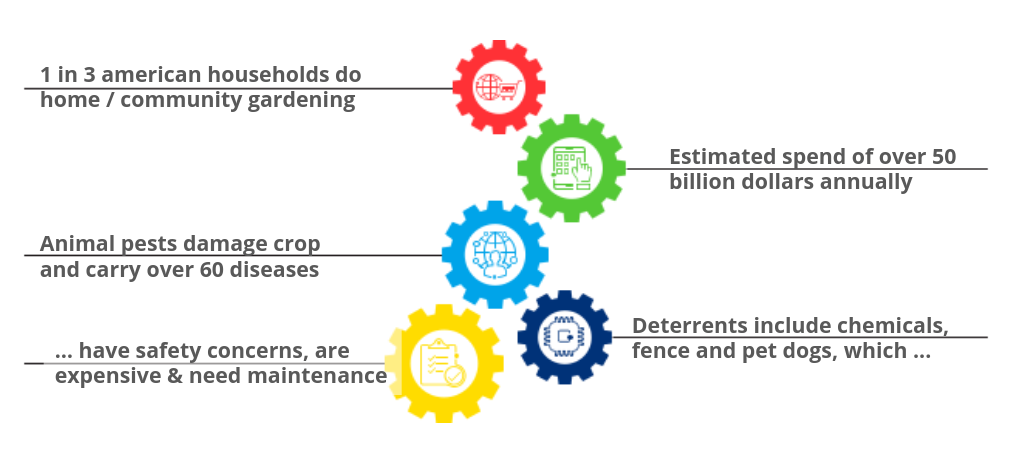 1 in 3 american households do
home / community gardening
Estimated spend of over 50
billion dollars annually
Animal pests damage crop
and carry over 60 diseases
Deterrents include chemicals,
fence and pet dogs, which ...
... have safety concerns, are
expensive & need maintenance